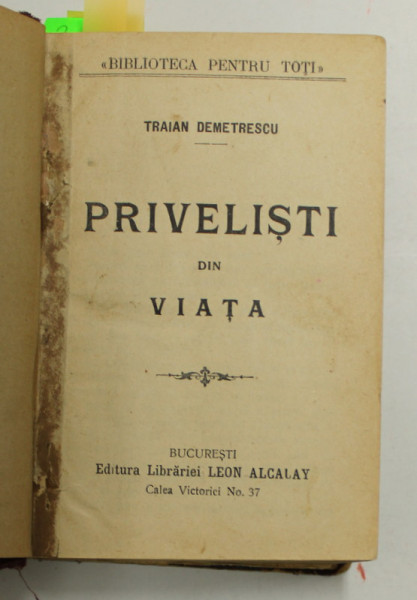 «BIBLIOTECA PENTRU TOȚI»
TRAIAN DEMETRESCU
PRIVELIȘTI
DIN
VIAȚA
BUCUREȘTI
Editura Librăriei LEON ALCALAY
Calea Victoriei No. 37